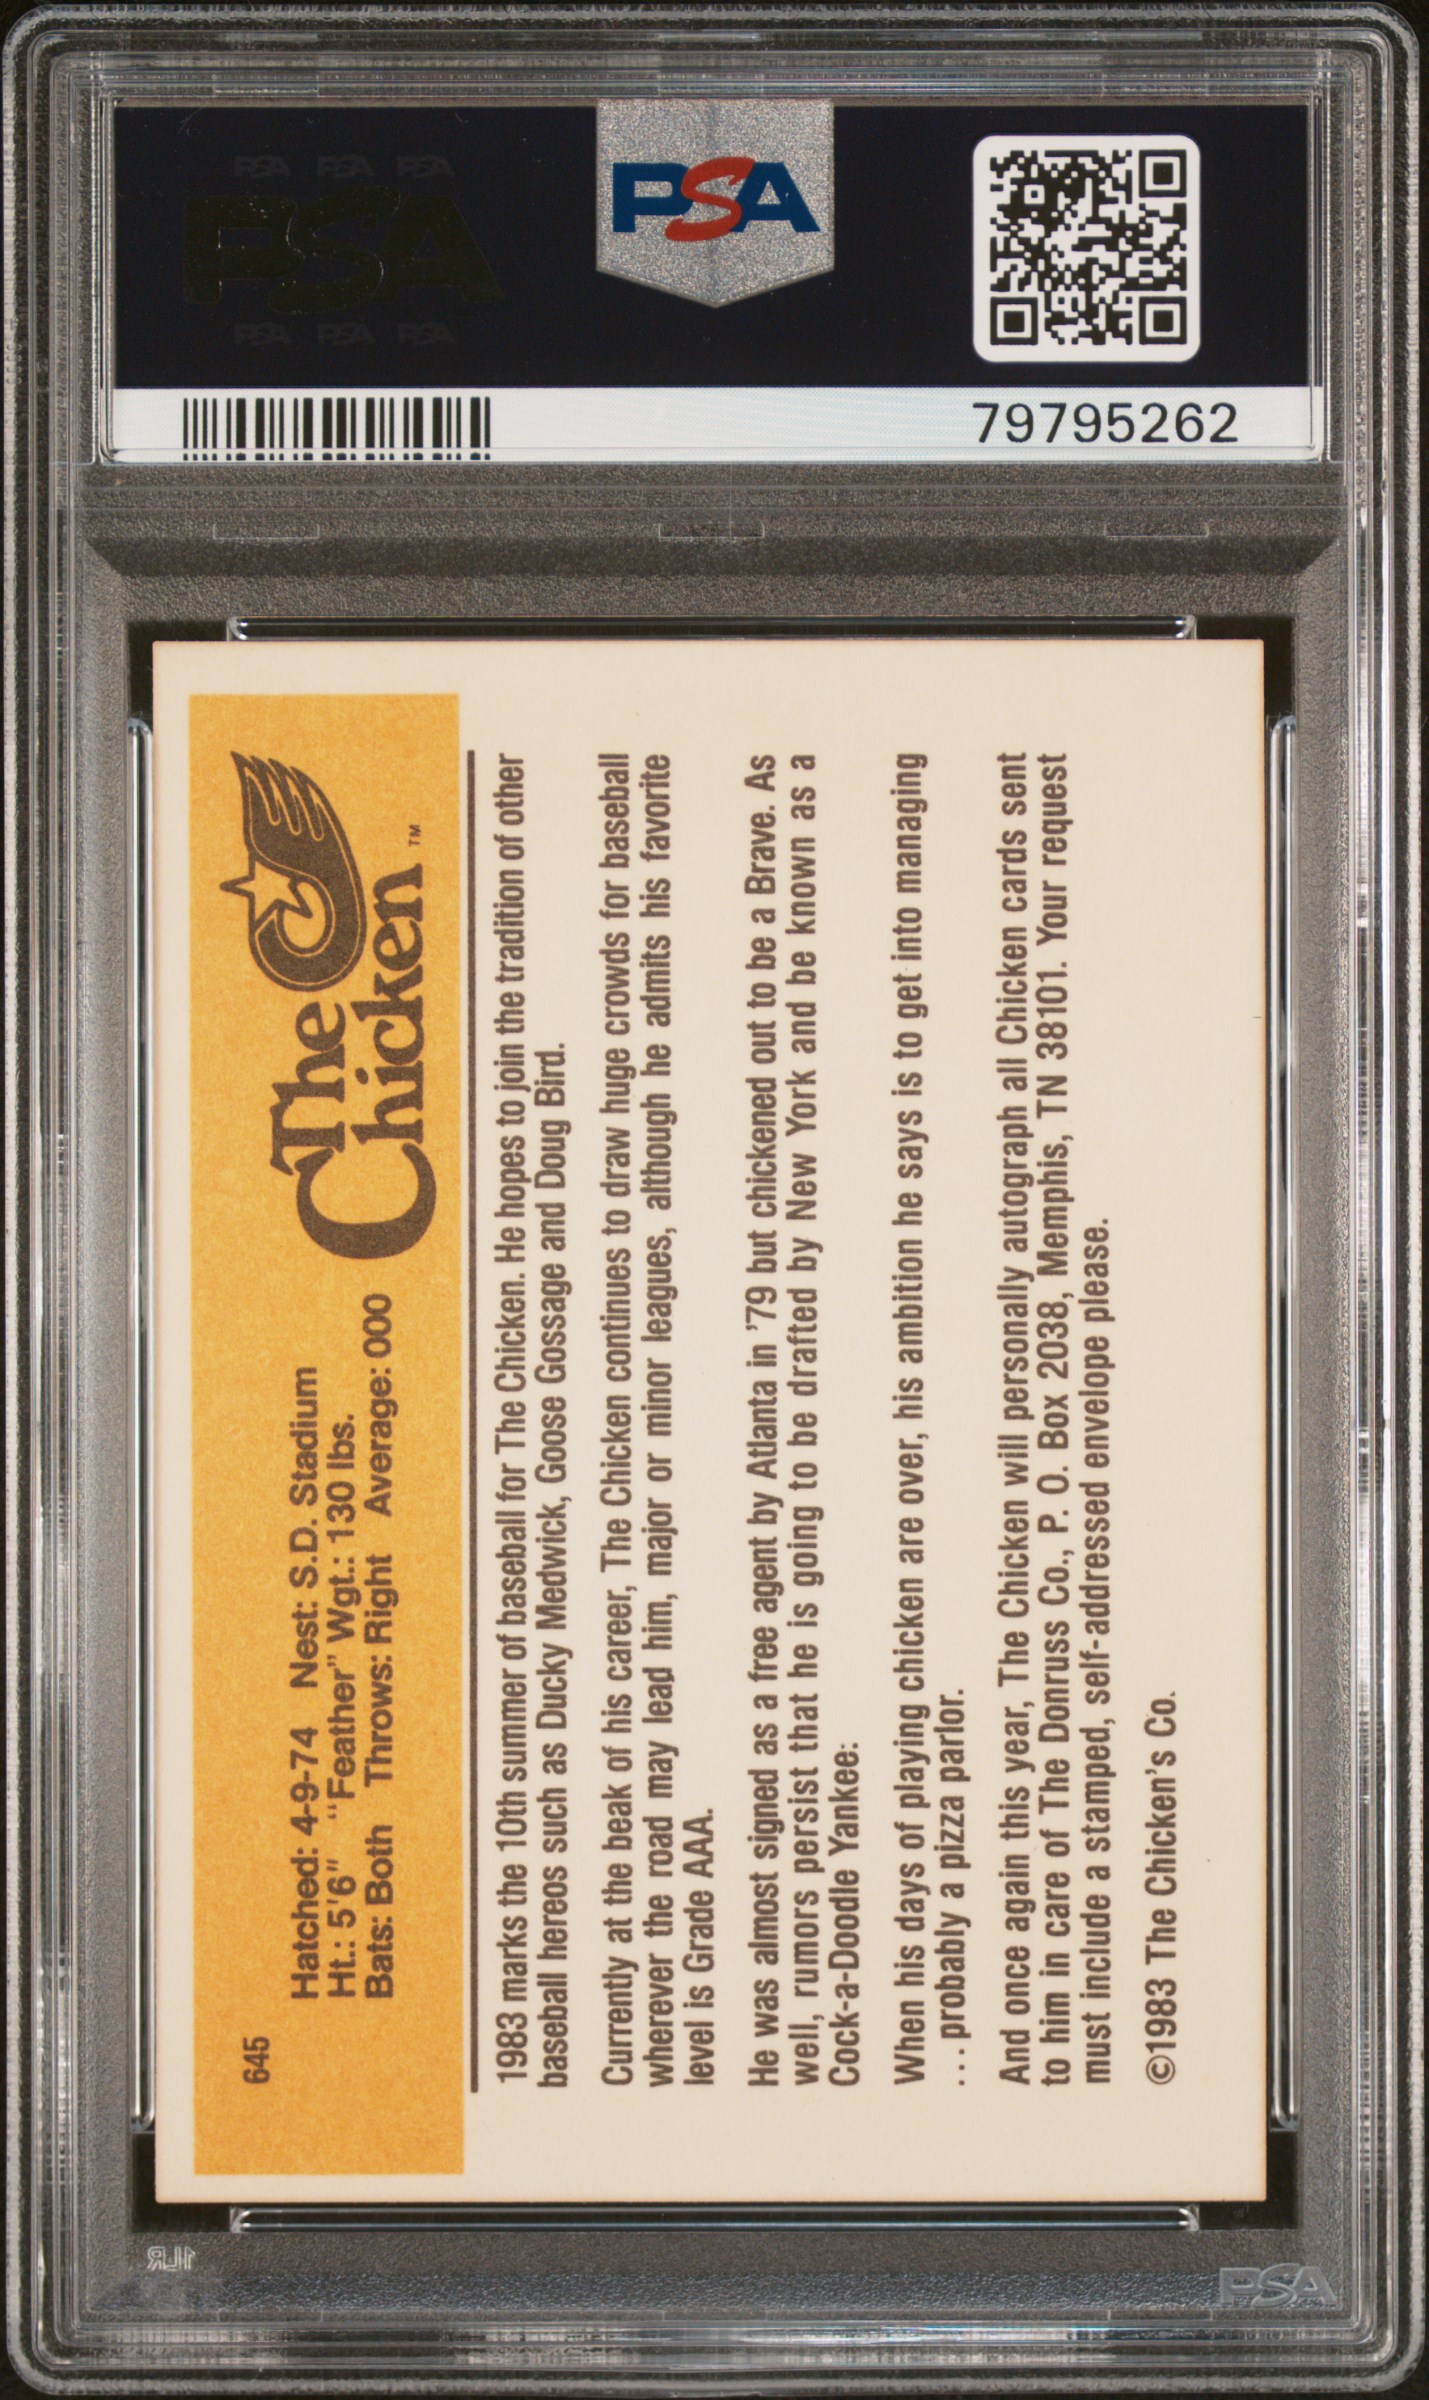 PSA PSA PSA
PSA
PSA PSA PSA
PSA
79795262
645
Hatched: 4-9-74 Nest: S.D. Stadium
Ht.: 5'6" "Feather" Wgt.: 130 lbs.
Bats: Both Throws: Right Average: 000
The
Chicken™
1983 marks the 10th summer of baseball for The Chicken. He hopes to join the tradition of other
baseball hereos such as Ducky Medwick, Goose Gossage and Doug Bird.
Currently at the beak of his career, The Chicken continues to draw huge crowds for baseball
wherever the road may lead him, major or minor leagues, although he admits his favorite
level is Grade AAA.
He was almost signed as a free agent by Atlanta in '79 but chickened out to be a Brave. As
well, rumors persist that he is going to be drafted by New York and be known as a
Cock-a-Doodle Yankee:
When his days of playing chicken are over, his ambition he says is to get into managing
...probably a pizza parlor.
And once again this year, The Chicken will personally autograph all Chicken cards sent
to him in care of The Donruss Co., P. O. Box 2038, Memphis, TN 38101. Your request
must include a stamped, self-addressed envelope please.
©1983 The Chicken's Co.
1LR
PSA